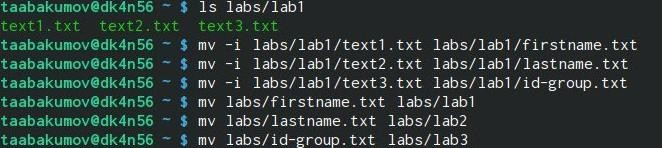 taabakumov@dk4n56 ~ $ ls labs/lab1
text1.txt  text2.txt  text3.txt
taabakumov@dk4n56 ~ $ mv -i labs/lab1/text1.txt labs/lab1/firstname.txt
taabakumov@dk4n56 ~ $ mv -i labs/lab1/text2.txt labs/lab1/lastname.txt
taabakumov@dk4n56 ~ $ mv -i labs/lab1/text3.txt labs/lab1/id-group.txt
taabakumov@dk4n56 ~ $ mv labs/firstname.txt labs/lab1
taabakumov@dk4n56 ~ $ mv labs/lastname.txt labs/lab2
taabakumov@dk4n56 ~ $ mv labs/id-group.txt labs/lab3